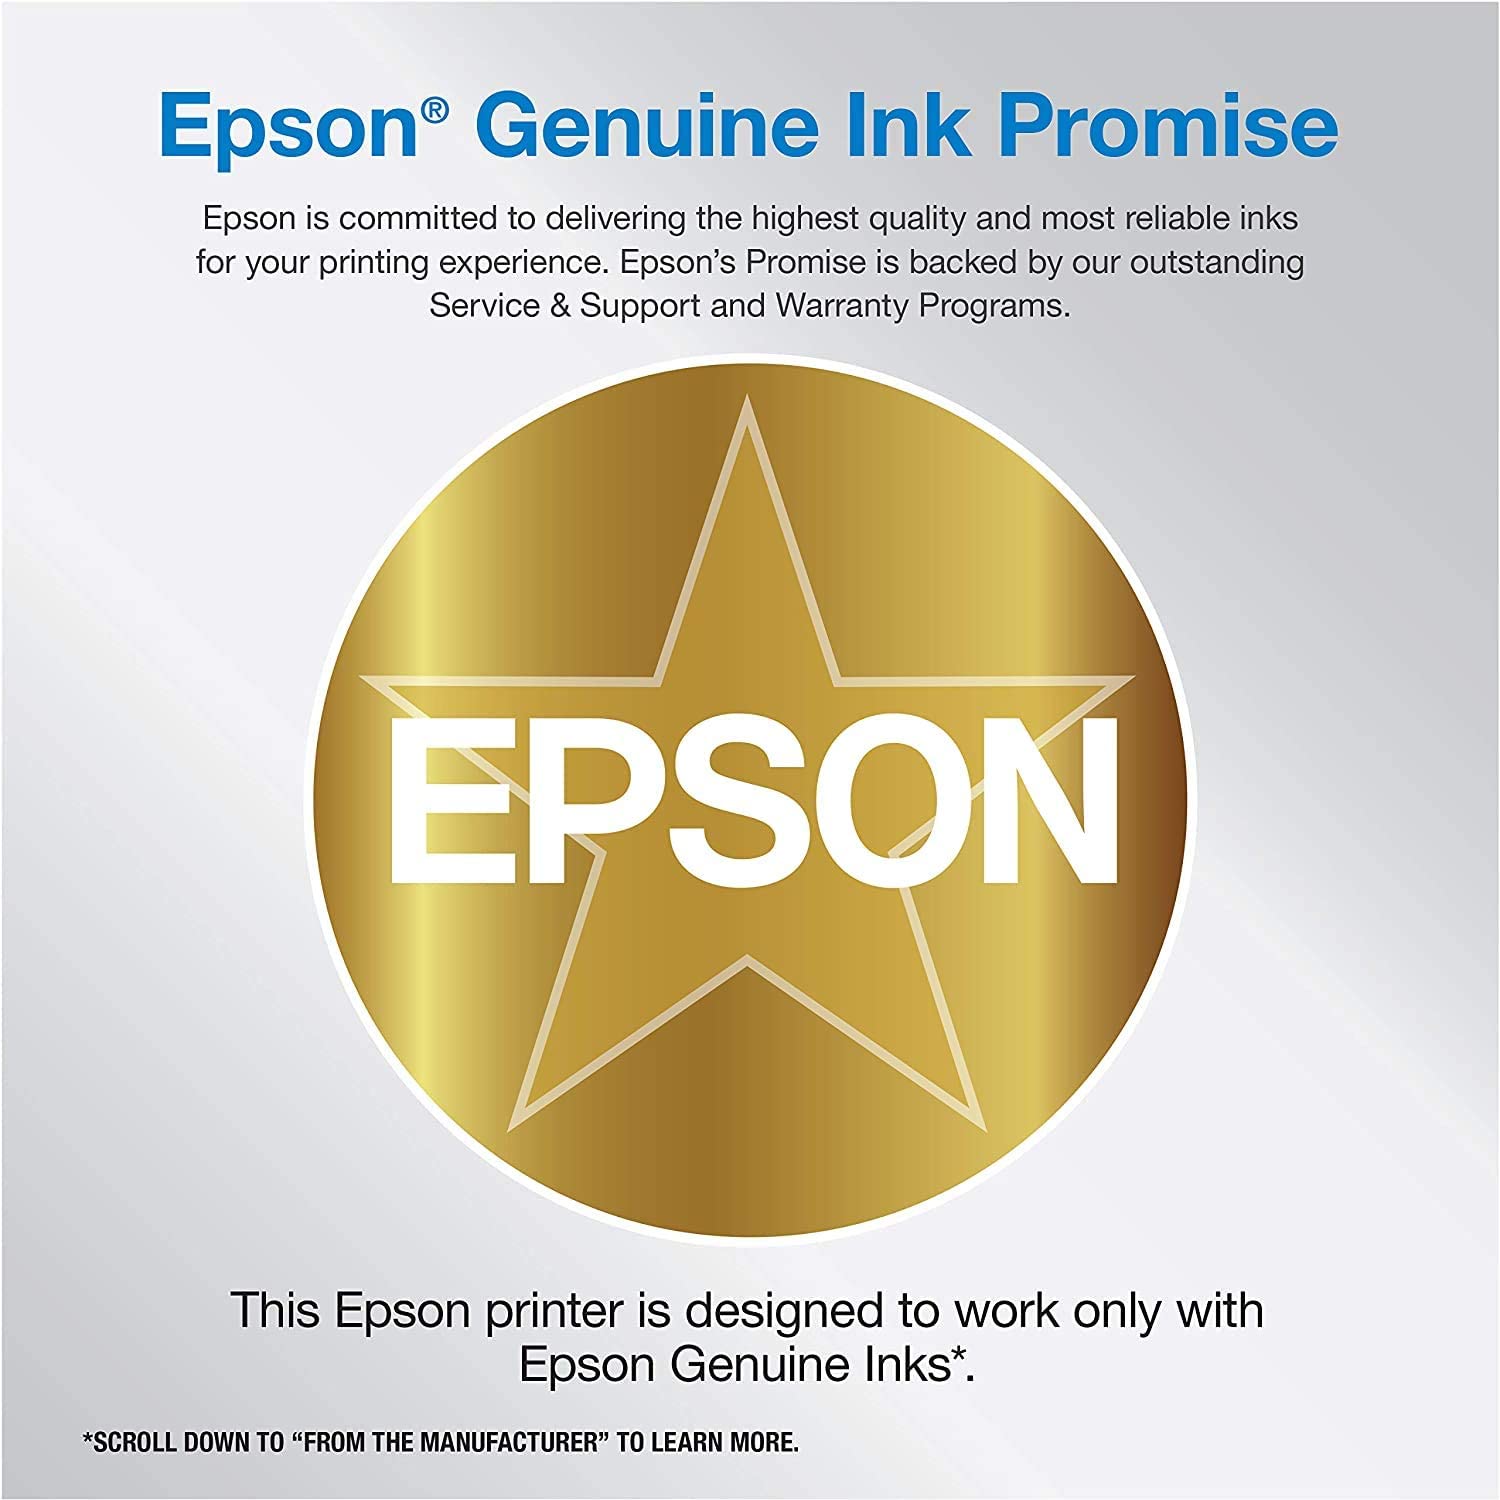 Epson® Genuine Ink Promise
Epson is committed to delivering the highest quality and most reliable inks
for your printing experience. Epson’s Promise is backed by our outstanding
Service & Support and Warranty Programs.
EPSON
This Epson printer is designed to work only with
Epson Genuine Inks*.
*SCROLL DOWN TO “FROM THE MANUFACTURER” TO LEARN MORE.